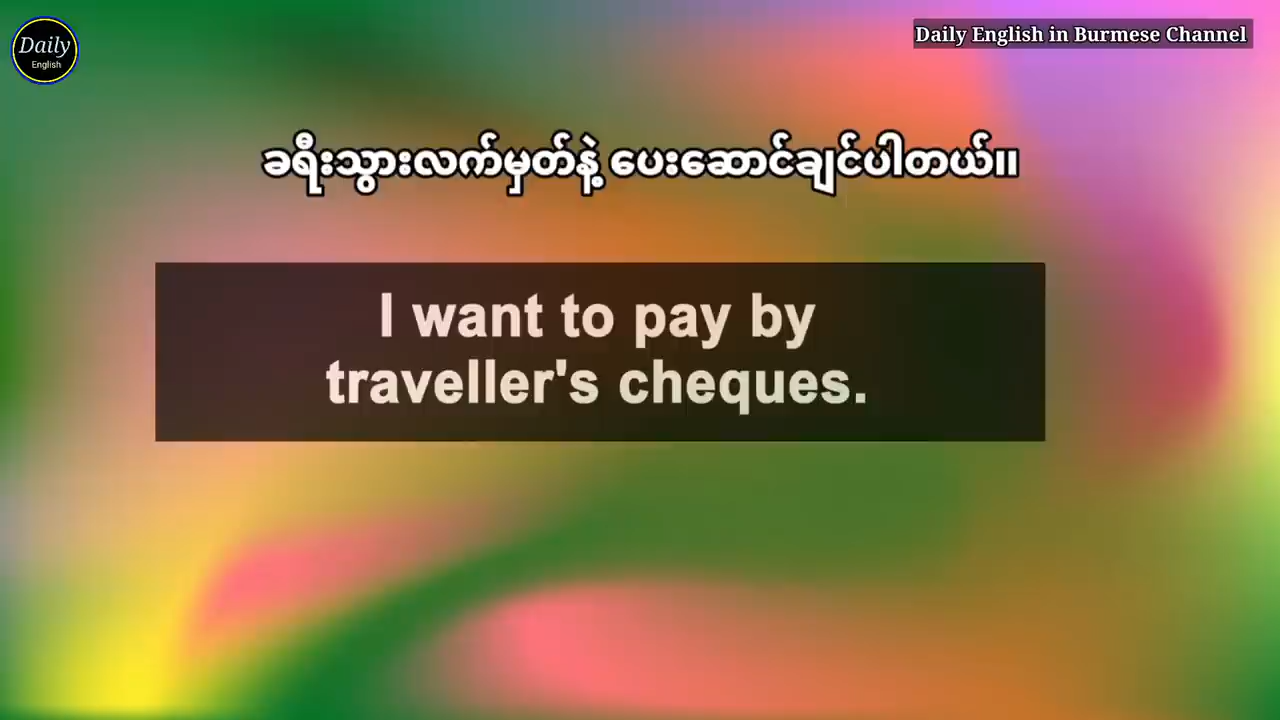 Daily
English
Daily English in Burmese Channel
ခရီးသွားလက်မှတ်နဲ့ ပေးဆောင်ချင်ပါတယ်။
I want to pay by
traveller's cheques.